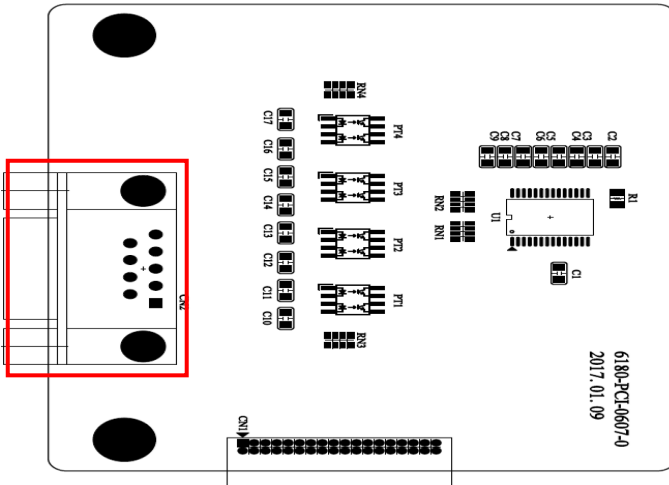 RN4
C17
C16
C15
C14
C13
C12
C11
C10
PT4
PT3
PT2
PT1
RN3
C9
C8
C7
C6
C5
C4
C3
C2
RN2
RN1
U1
R1
C1
CN2
CN1
6180-PCI-0607-0
2017. 01. 09